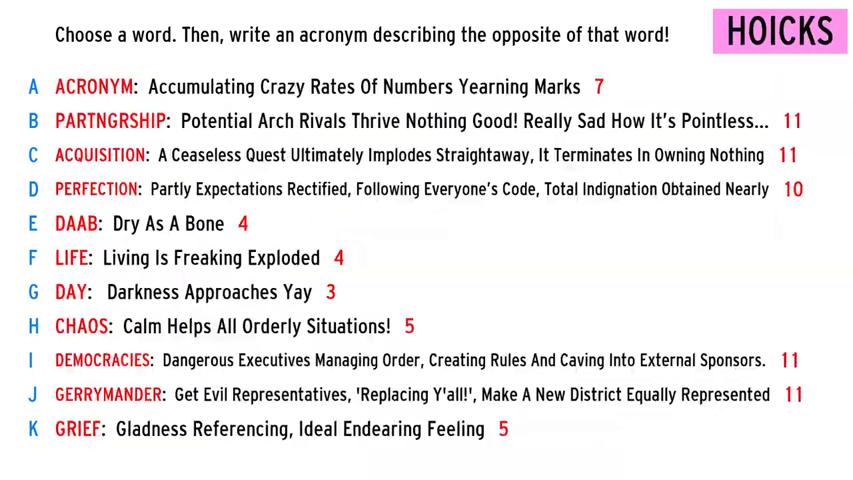 Choose a word. Then, write an acronym describing the opposite of that word!
HOICKS
A ACRONYM: Accumulating Crazy Rates Of Numbers Yearning Marks 7
B PARTNGRSHIP: Potential Arch Rivals Thrive Nothing Good! Really Sad How It's Pointless... 11
C ACQUISITION: A Ceaseless Quest Ultimately Implodes Straightaway, It Terminates In Owning Nothing 11
D PERFECTION: Partly Expectations Rectified, Following Everyone's Code, Total Indignation Obtained Nearly 10
E DAAB: Dry As A Bone 4
F LIFE: Living Is Freaking Exploded 4
G DAY: Darkness Approaches Yay 3
H CHAOS: Calm Helps All Orderly Situations! 5
I DEMOCRACIES: Dangerous Executives Managing Order, Creating Rules And Caving Into External Sponsors. 11
J GERRYMANDER: Get Evil Representatives, 'Replacing Y'all!', Make A New District Equally Represented 11
K GRIEF: Gladness Referencing, Ideal Endearing Feeling 5